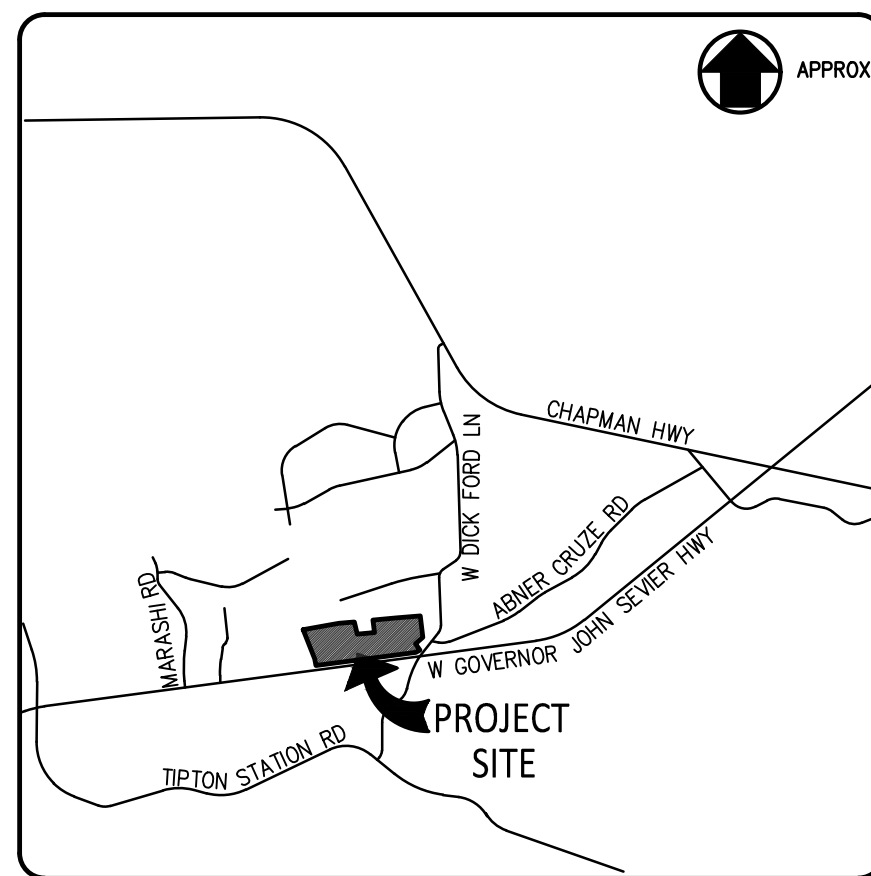 APPROX
CHAPMAN HWY
W DICK FORD LN
ABNER CRUZE RD
MARASHI RD
W GOVERNOR JOHN SEVIER HWY
PROJECT
SITE
TIPTON STATION RD